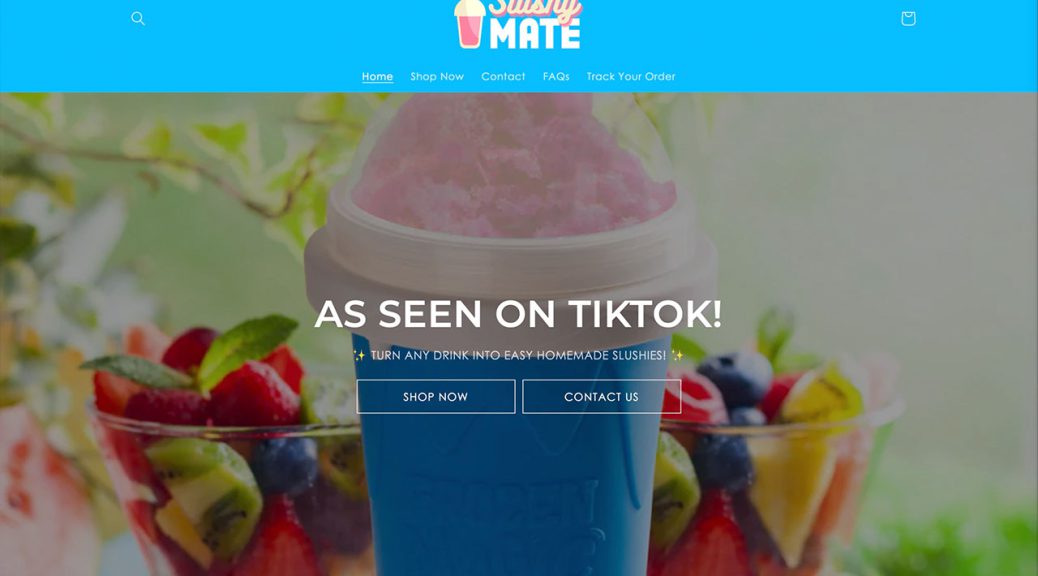 Slushy
MATE
Home Shop Now Contact FAQs Track Your Order
AS SEEN ON TIKTOK!
✨ TURN ANY DRINK INTO EASY HOMEMADE SLUSHIES! ✨
SHOP NOW CONTACT US
FROZEN